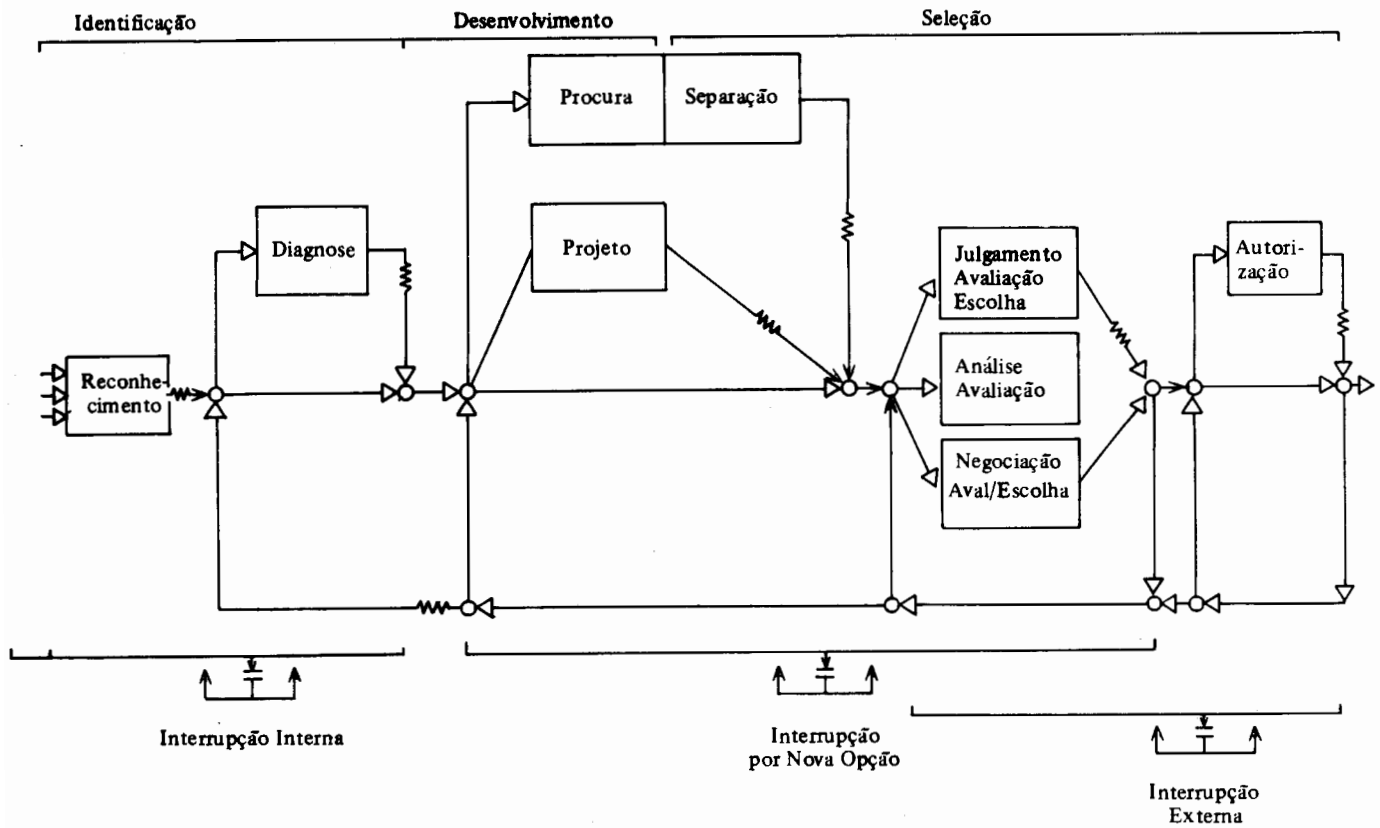 Identificação
Desenvolvimento
Seleção
Procura
Separação
Diagnose
Projeto
Julgamento
Avaliação
Escolha
Autori-
zação
Reconhe-
cimento
Análise
Avaliação
Negociação
Aval/Escolha
Interrupção Interna
Interrupção
por Nova Opção
Interrupção
Externa